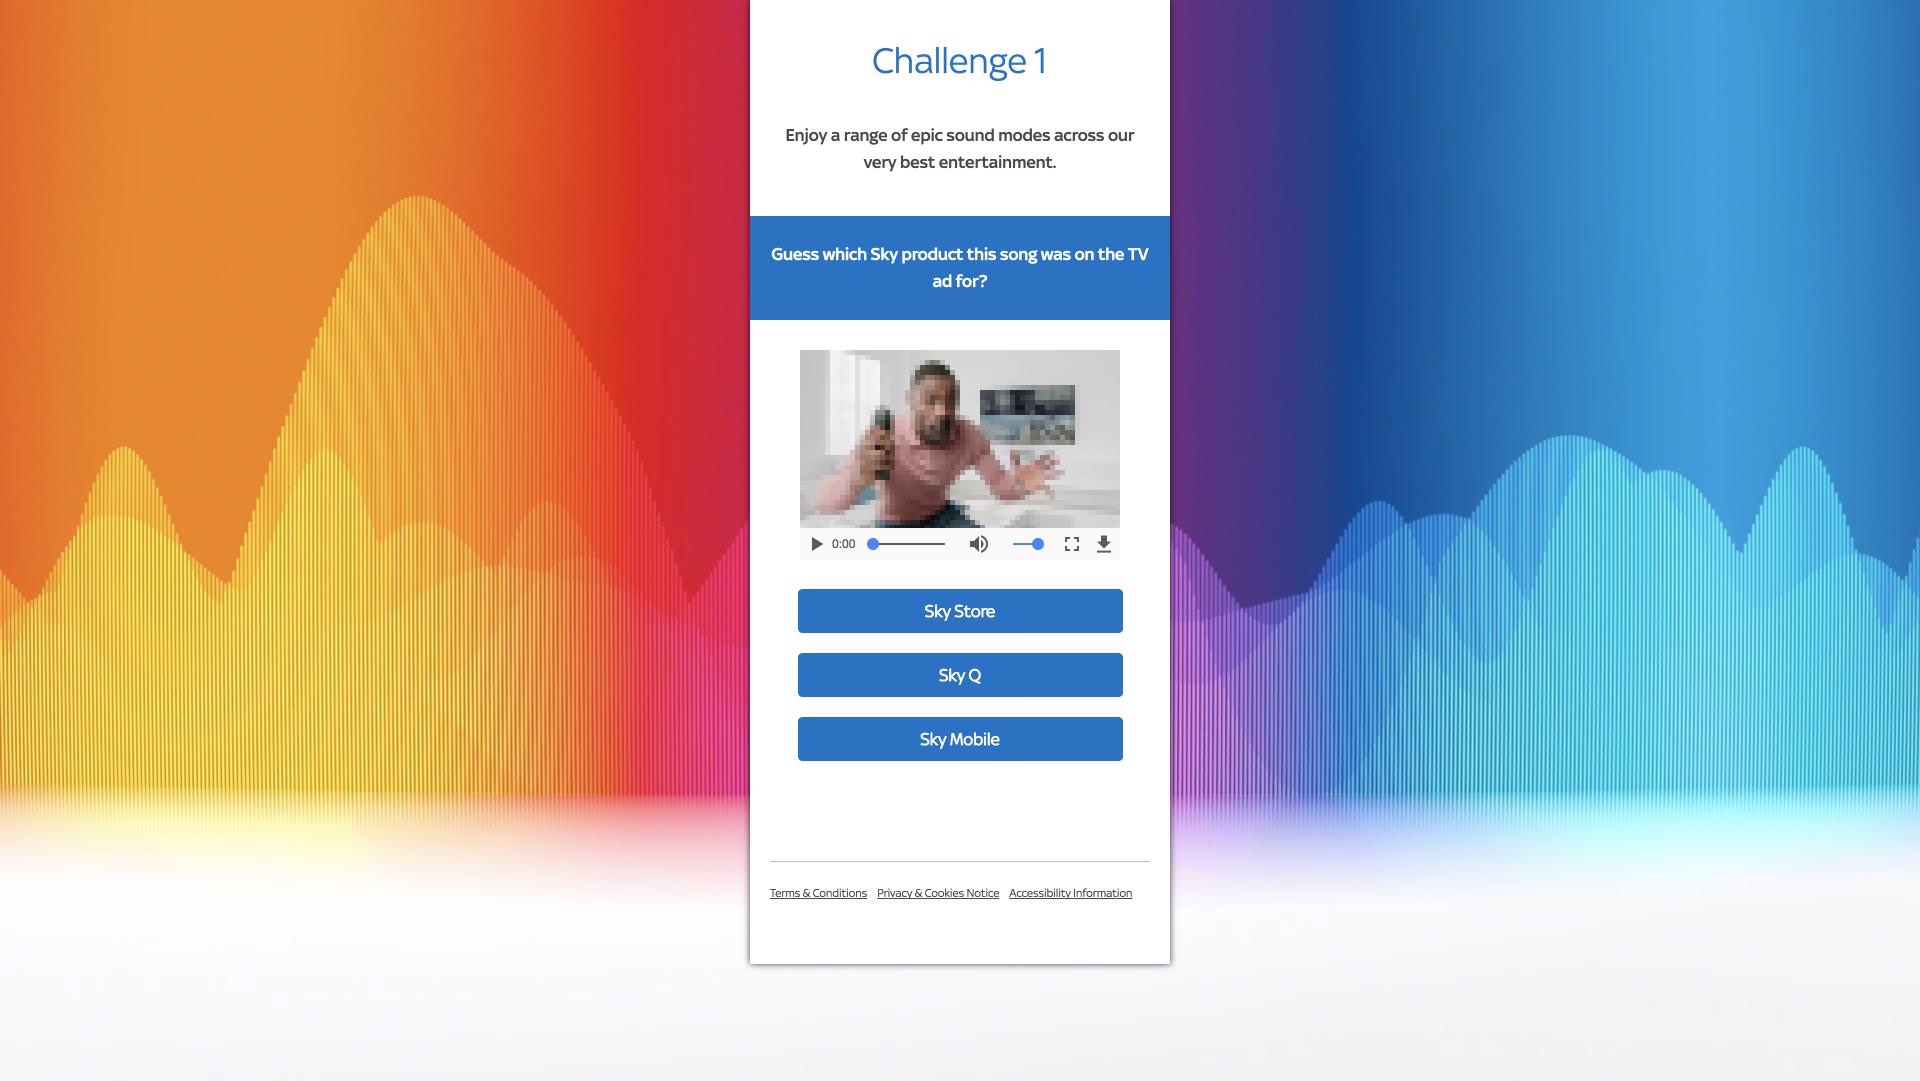 Challenge 1
Enjoy a range of epic sound modes across our
very best entertainment.
Guess which Sky product this song was on the TV
ad for?
0:00
Sky Store
Sky Q
Sky Mobile
Terms & Conditions Privacy & Cookies Notice Accessibility Information